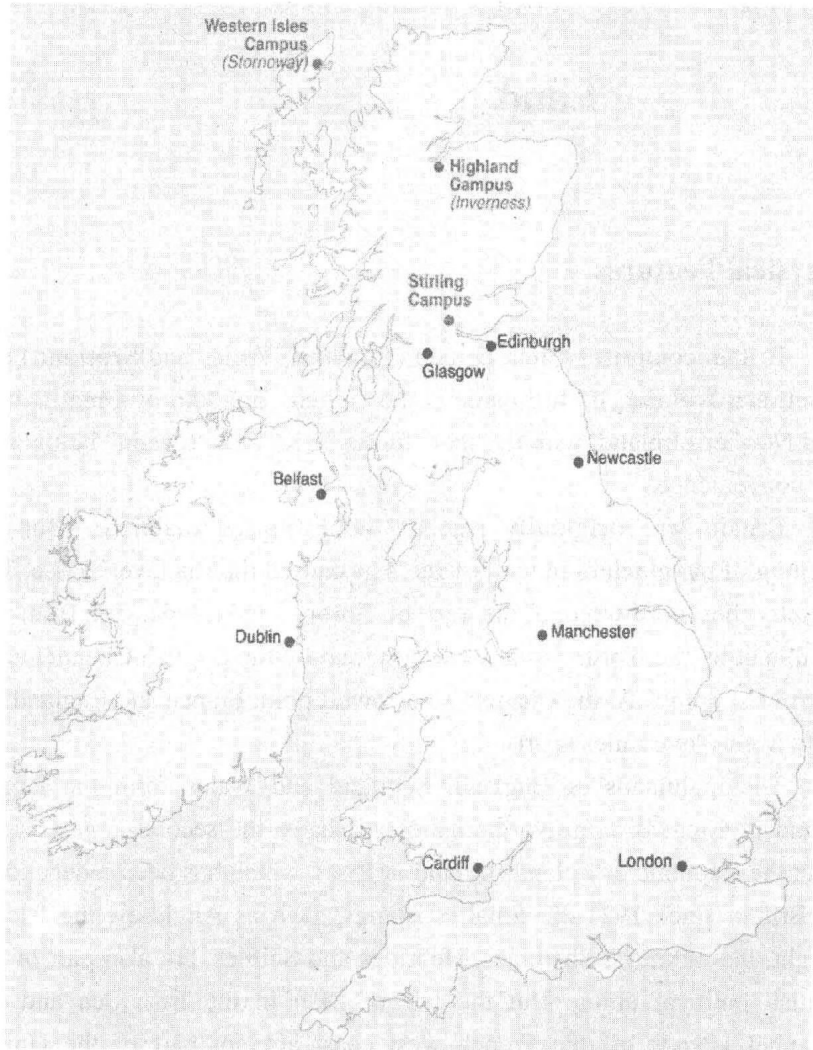 Western Isles
Campus
(Stornoway)
Highland
Campus
(Inverness)
Stirling
Campus
Edinburgh
Glasgow
Newcastle
Belfast
Dublin
Manchester
Cardiff
London